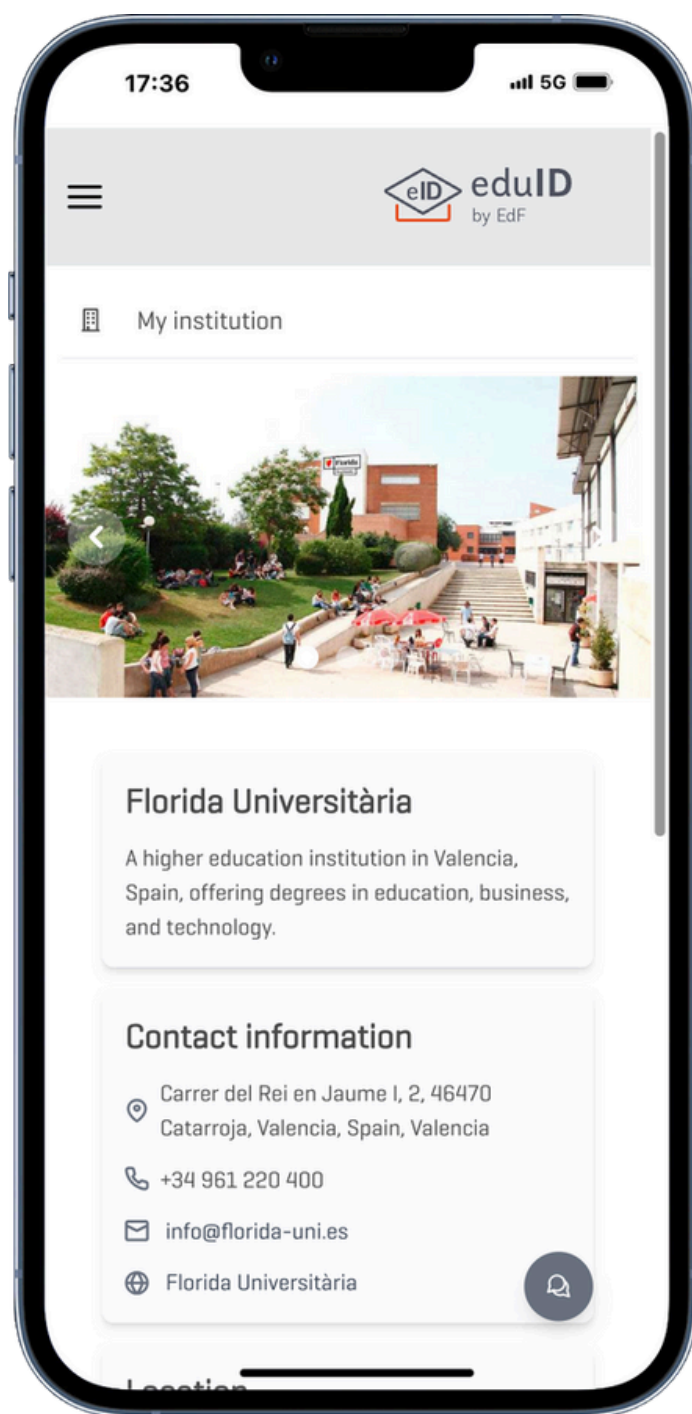 17:36
5G
eID eduID
by EdF
My institution
Florida
Florida Universitària
A higher education institution in Valencia,
Spain, offering degrees in education, business,
and technology.
Contact information
Carrer del Rei en Jaume I, 2, 46470
Catarroja, Valencia, Spain, Valencia
+34 961 220 400
info@florida-uni.es
Florida Universitària
Location